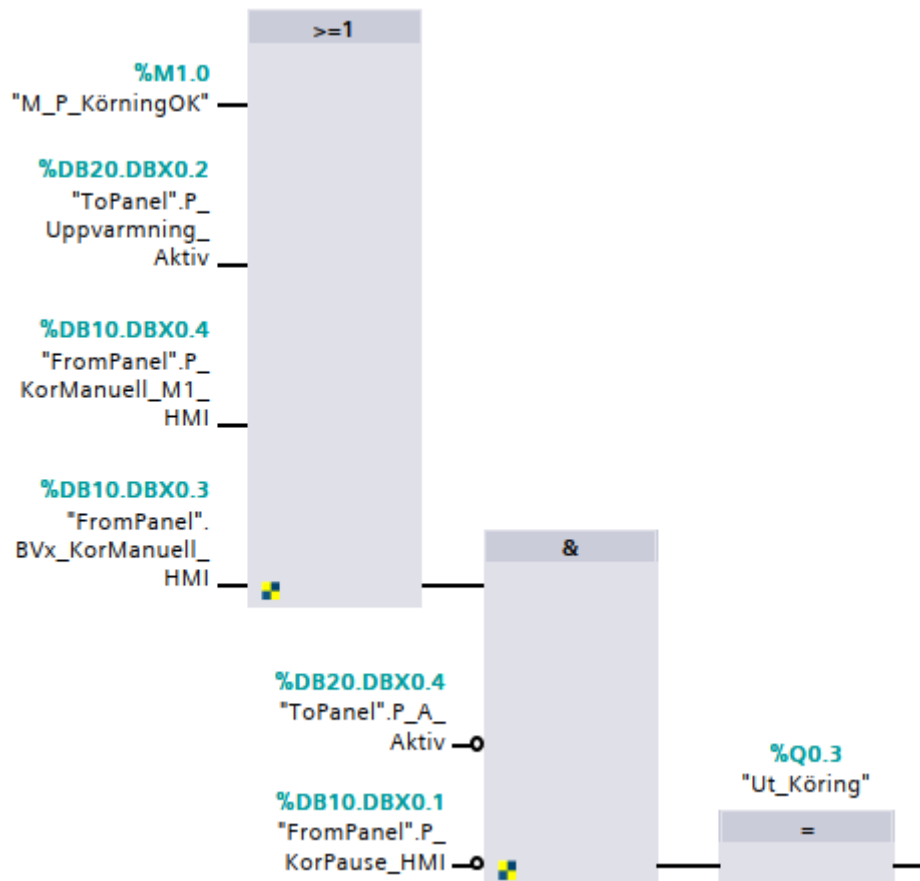 >=1
%M1.0
"M_P_KörningOK"
%DB20.DBX0.2
"ToPanel".P_
Uppvarmning_
Aktiv
%DB10.DBX0.4
"FromPanel".P_
KorManuell_M1_
HMI
%DB10.DBX0.3
"FromPanel".
BVx_KorManuell_
HMI
&
%DB20.DBX0.4
"ToPanel".P_A_
Aktiv
%DB10.DBX0.1
"FromPanel".P_
KorPause_HMI
%Q0.3
"Ut_Köring"
=